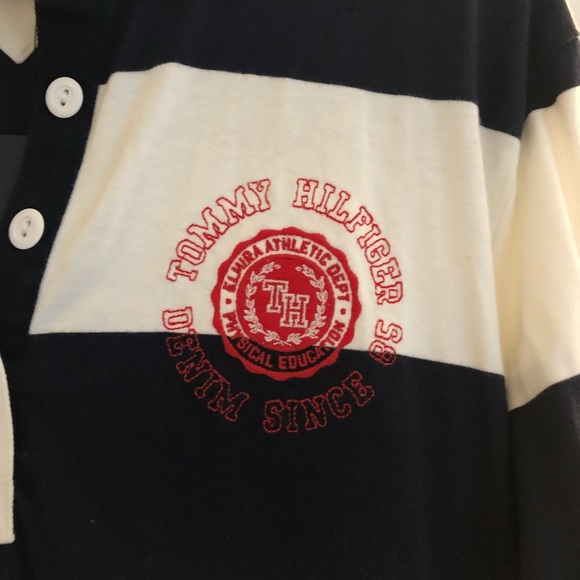 TOMMY HILFIGER 85
DENIM SINCE
ELMIRA ATHLETIC DEPT
TH
PHYSICAL EDUCATION